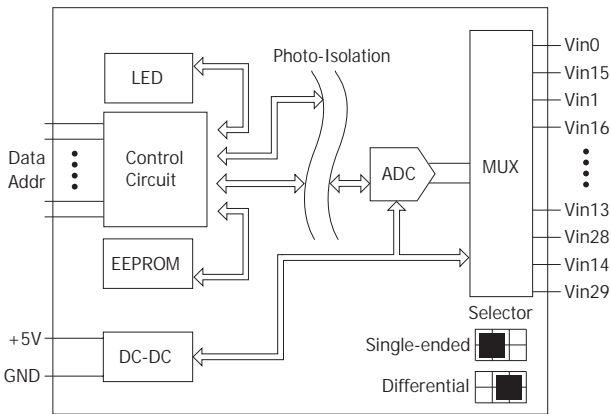 LED
Photo-Isolation
Control
Circuit
Data
Addr
EEPROM
DC-DC
+5V
GND
ADC
MUX
Vin0
Vin15
Vin1
Vin16
Vin13
Vin28
Vin14
Vin29
Selector
Single-ended
Differential